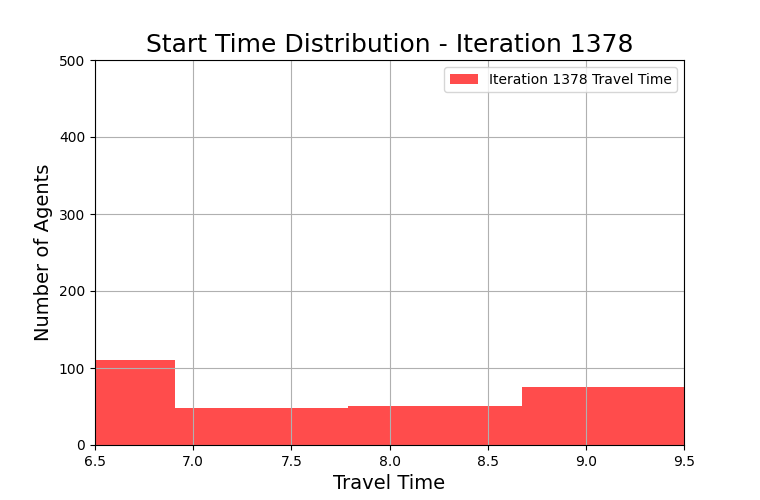 Start Time Distribution - Iteration 1378
Iteration 1378 Travel Time
Number of Agents
500
400
300
200
100
0
6.5 7.0 7.5 8.0 8.5 9.0 9.5
Travel Time